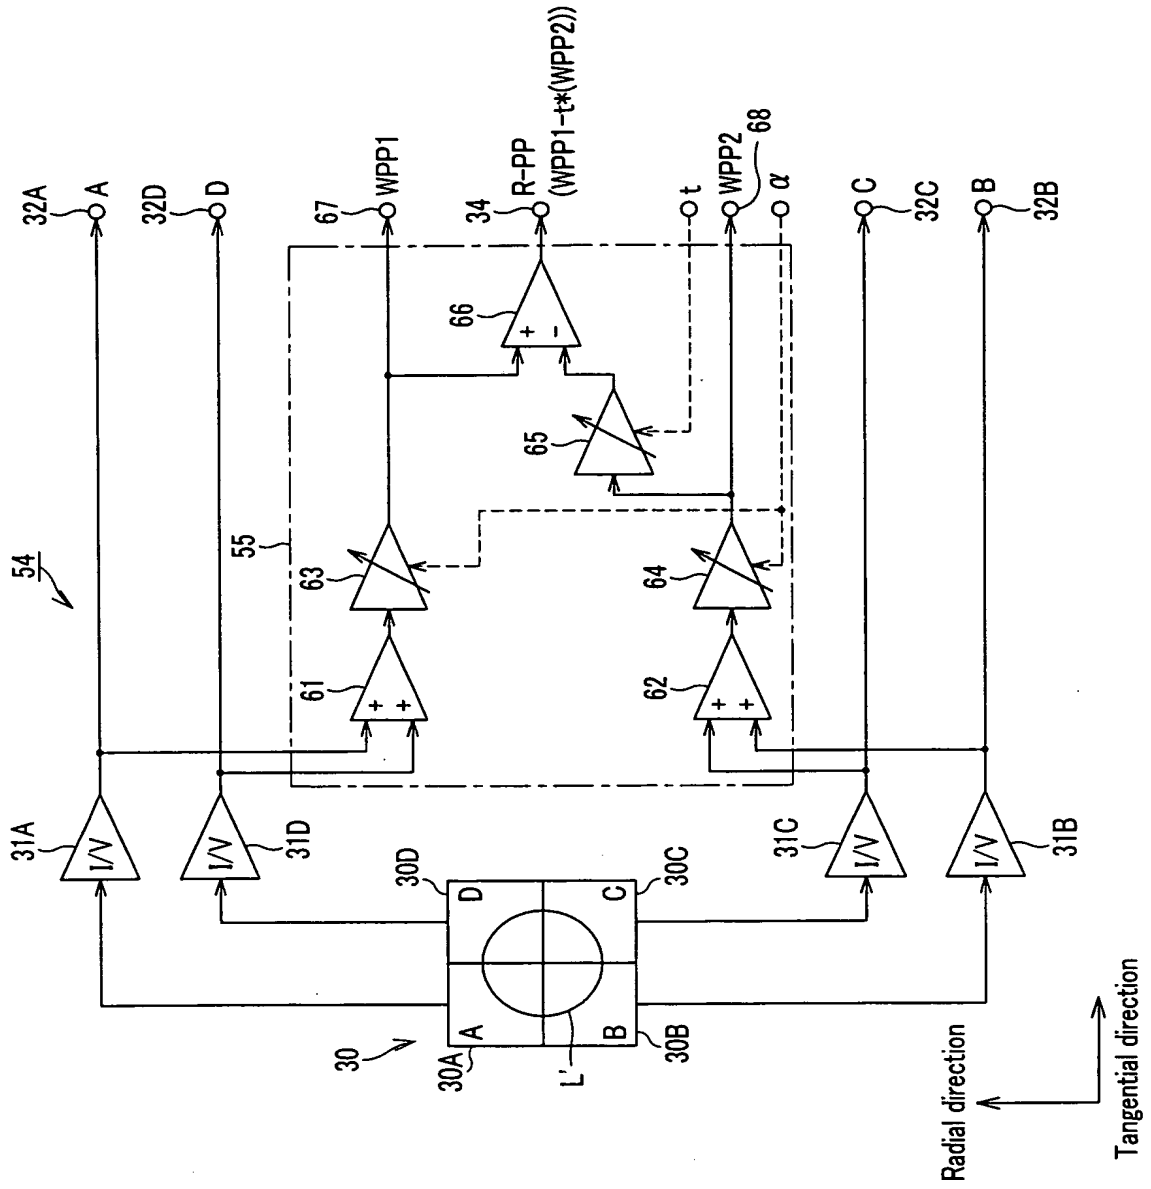 54
32A
A
32D
D
67
WPP1
34
R-PP
(WPP1-t*(WPP2))
t
WPP2
68
α
C
32C
B
32B
55
66
+
-
65
63
64
61
+
+
62
+
+
31A
I/V
31D
I/V
31C
I/V
31B
I/V
30
30D
D
30C
C
30A
A
30B
B
L'
Radial direction
Tangential direction